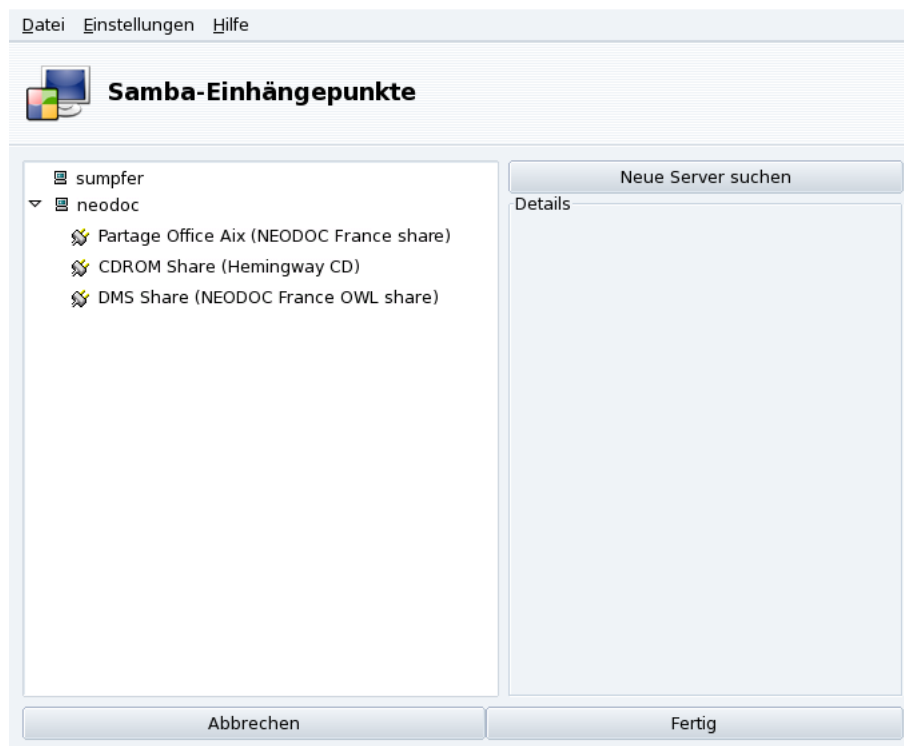 Datei Einstellungen Hilfe
Samba-Einhängepunkte
sumpfer
neodoc
Partage Office Aix (NEODOC France share)
CDROM Share (Hemingway CD)
DMS Share (NEODOC France OWL share)
Neue Server suchen
Details
Abbrechen
Fertig